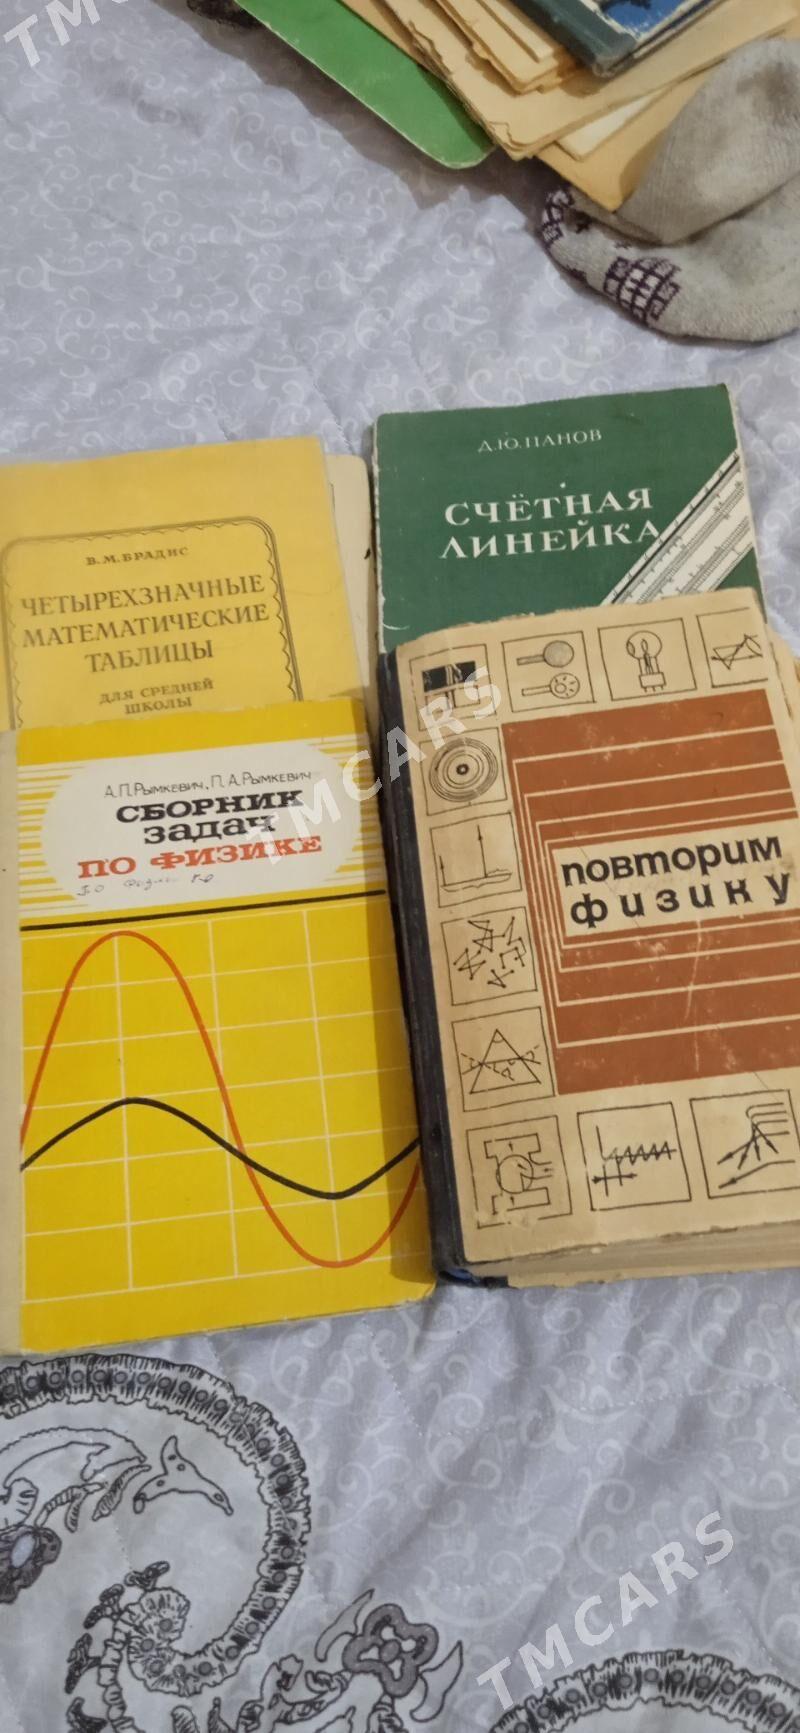 TMCARS
Д.Ю.ПАНОВ
СЧЁТНАЯ
ЛИНЕЙКА
В.М.БРАДИС
ЧЕТЫРЕХЗНАЧНЫЕ
МАТЕМАТИЧЕСКИЕ
ТАБЛИЦЫ
ДЛЯ СРЕДНЕЙ
ШКОЛЫ
А.П.Рымкевич, П.А.Рымкевич
СБОРНИК
ЗАДАЧ
ПО ФИЗИКЕ
повторим
физику
TMCARS